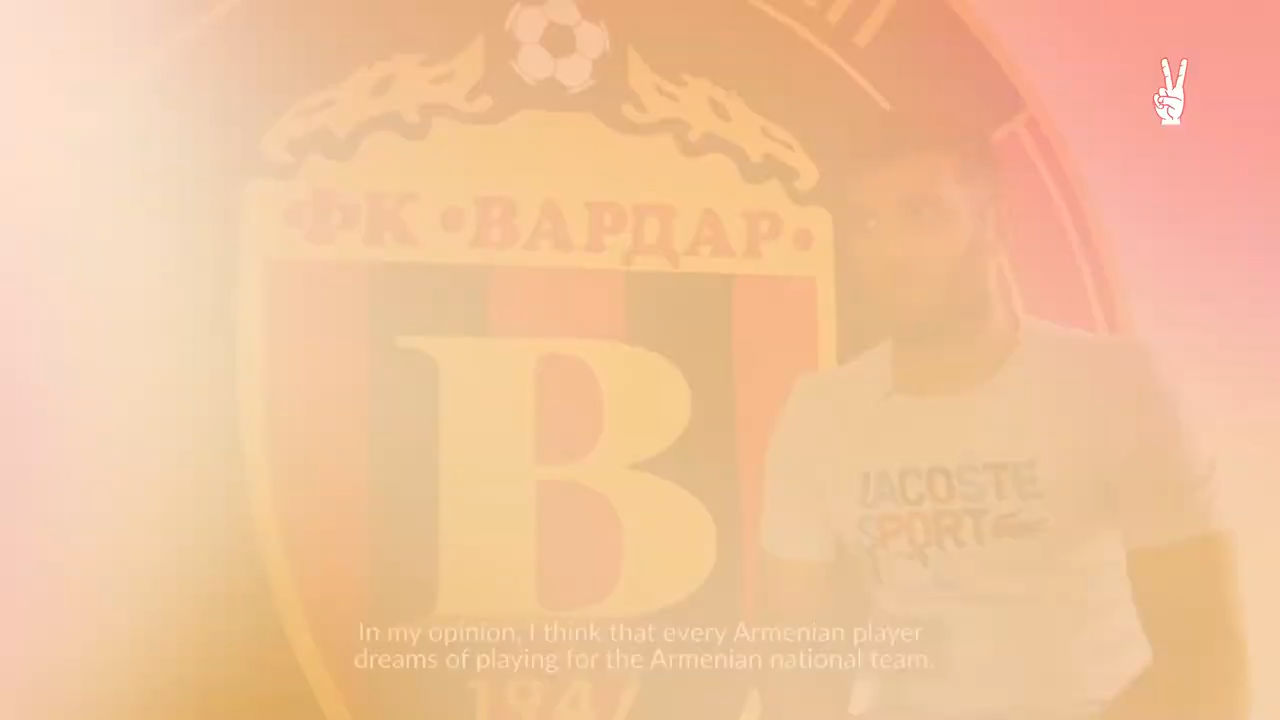 ФК •ВАРДАР•
В
LACOSTE
SPORT
In my opinion, I think that every Armenian player
dreams of playing for the Armenian national team.
1947